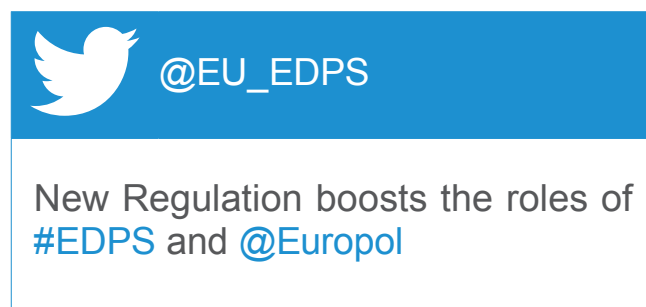 @EU_EDPS
New Regulation boosts the roles of
#EDPS and @Europol